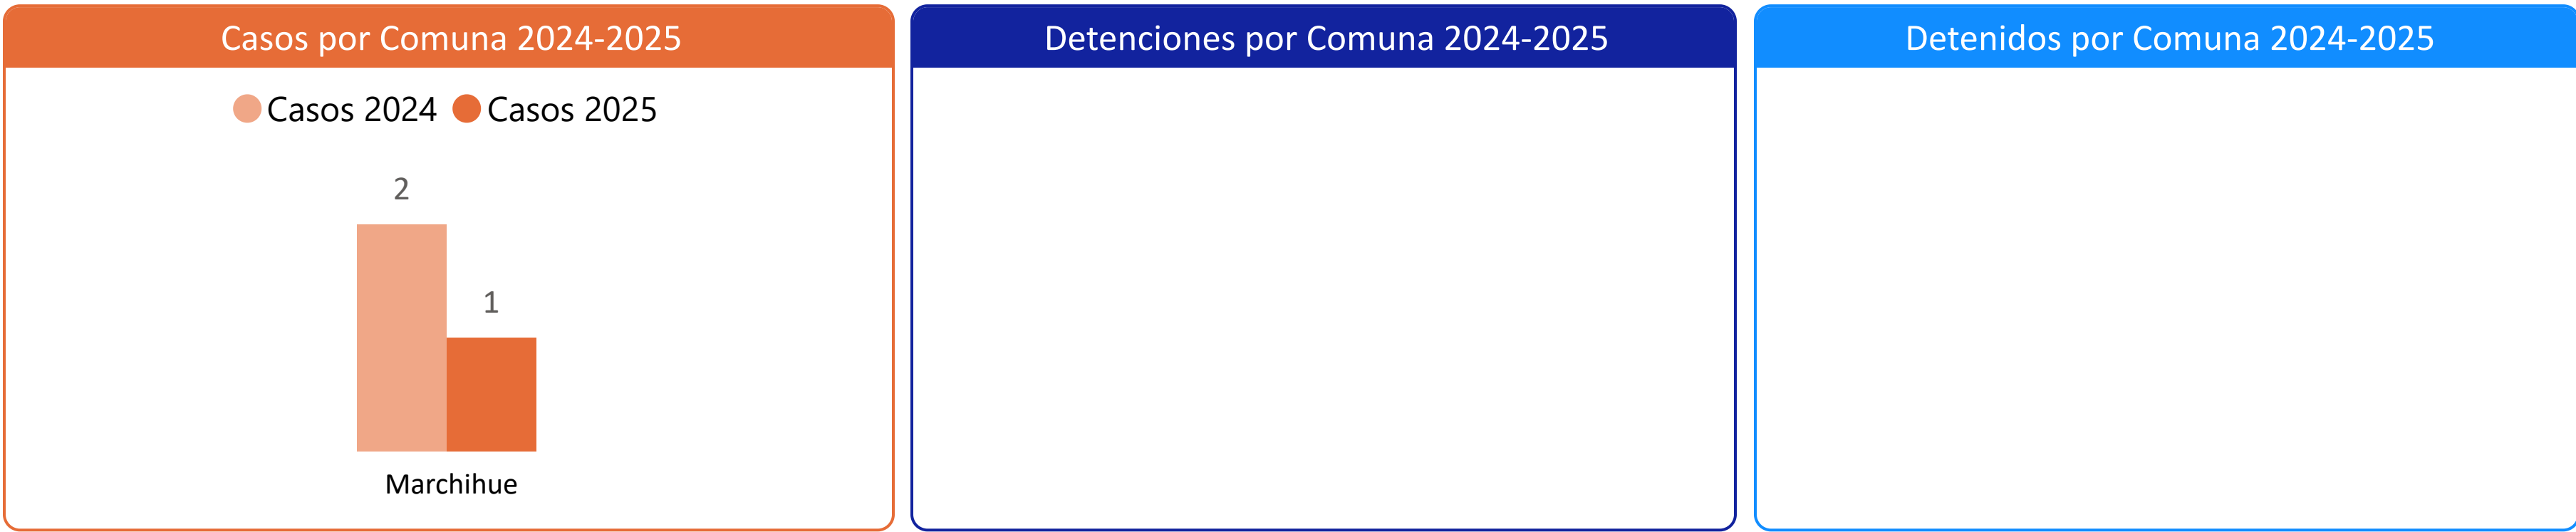 Casos por Comuna 2024-2025
Casos 2024 Casos 2025
2
1
Marchihue
Detenciones por Comuna 2024-2025
Detenidos por Comuna 2024-2025